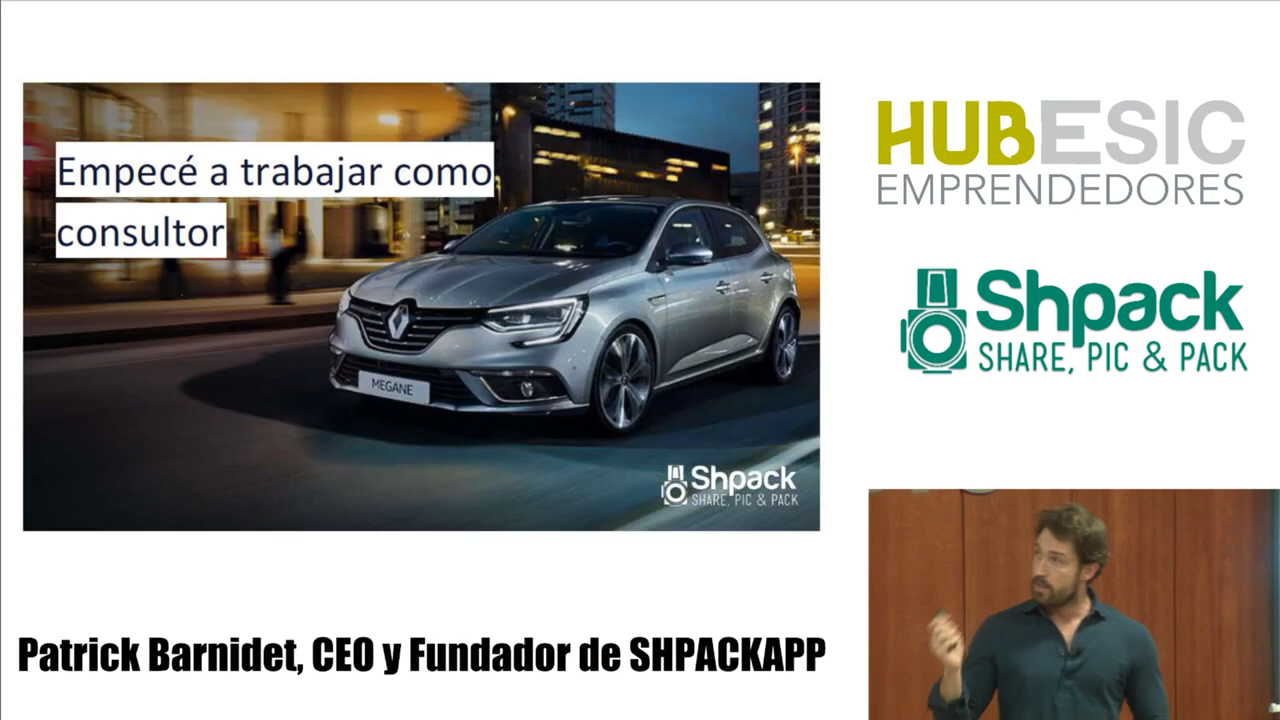 Empecé a trabajar como
consultor
MEGANE
Shpack
SHARE, PIC & PACK
HUBESIC
EMPRENDEDORES
Shpack
SHARE, PIC & PACK
Patrick Barnidet, CEO y Fundador de SHPACKAPP